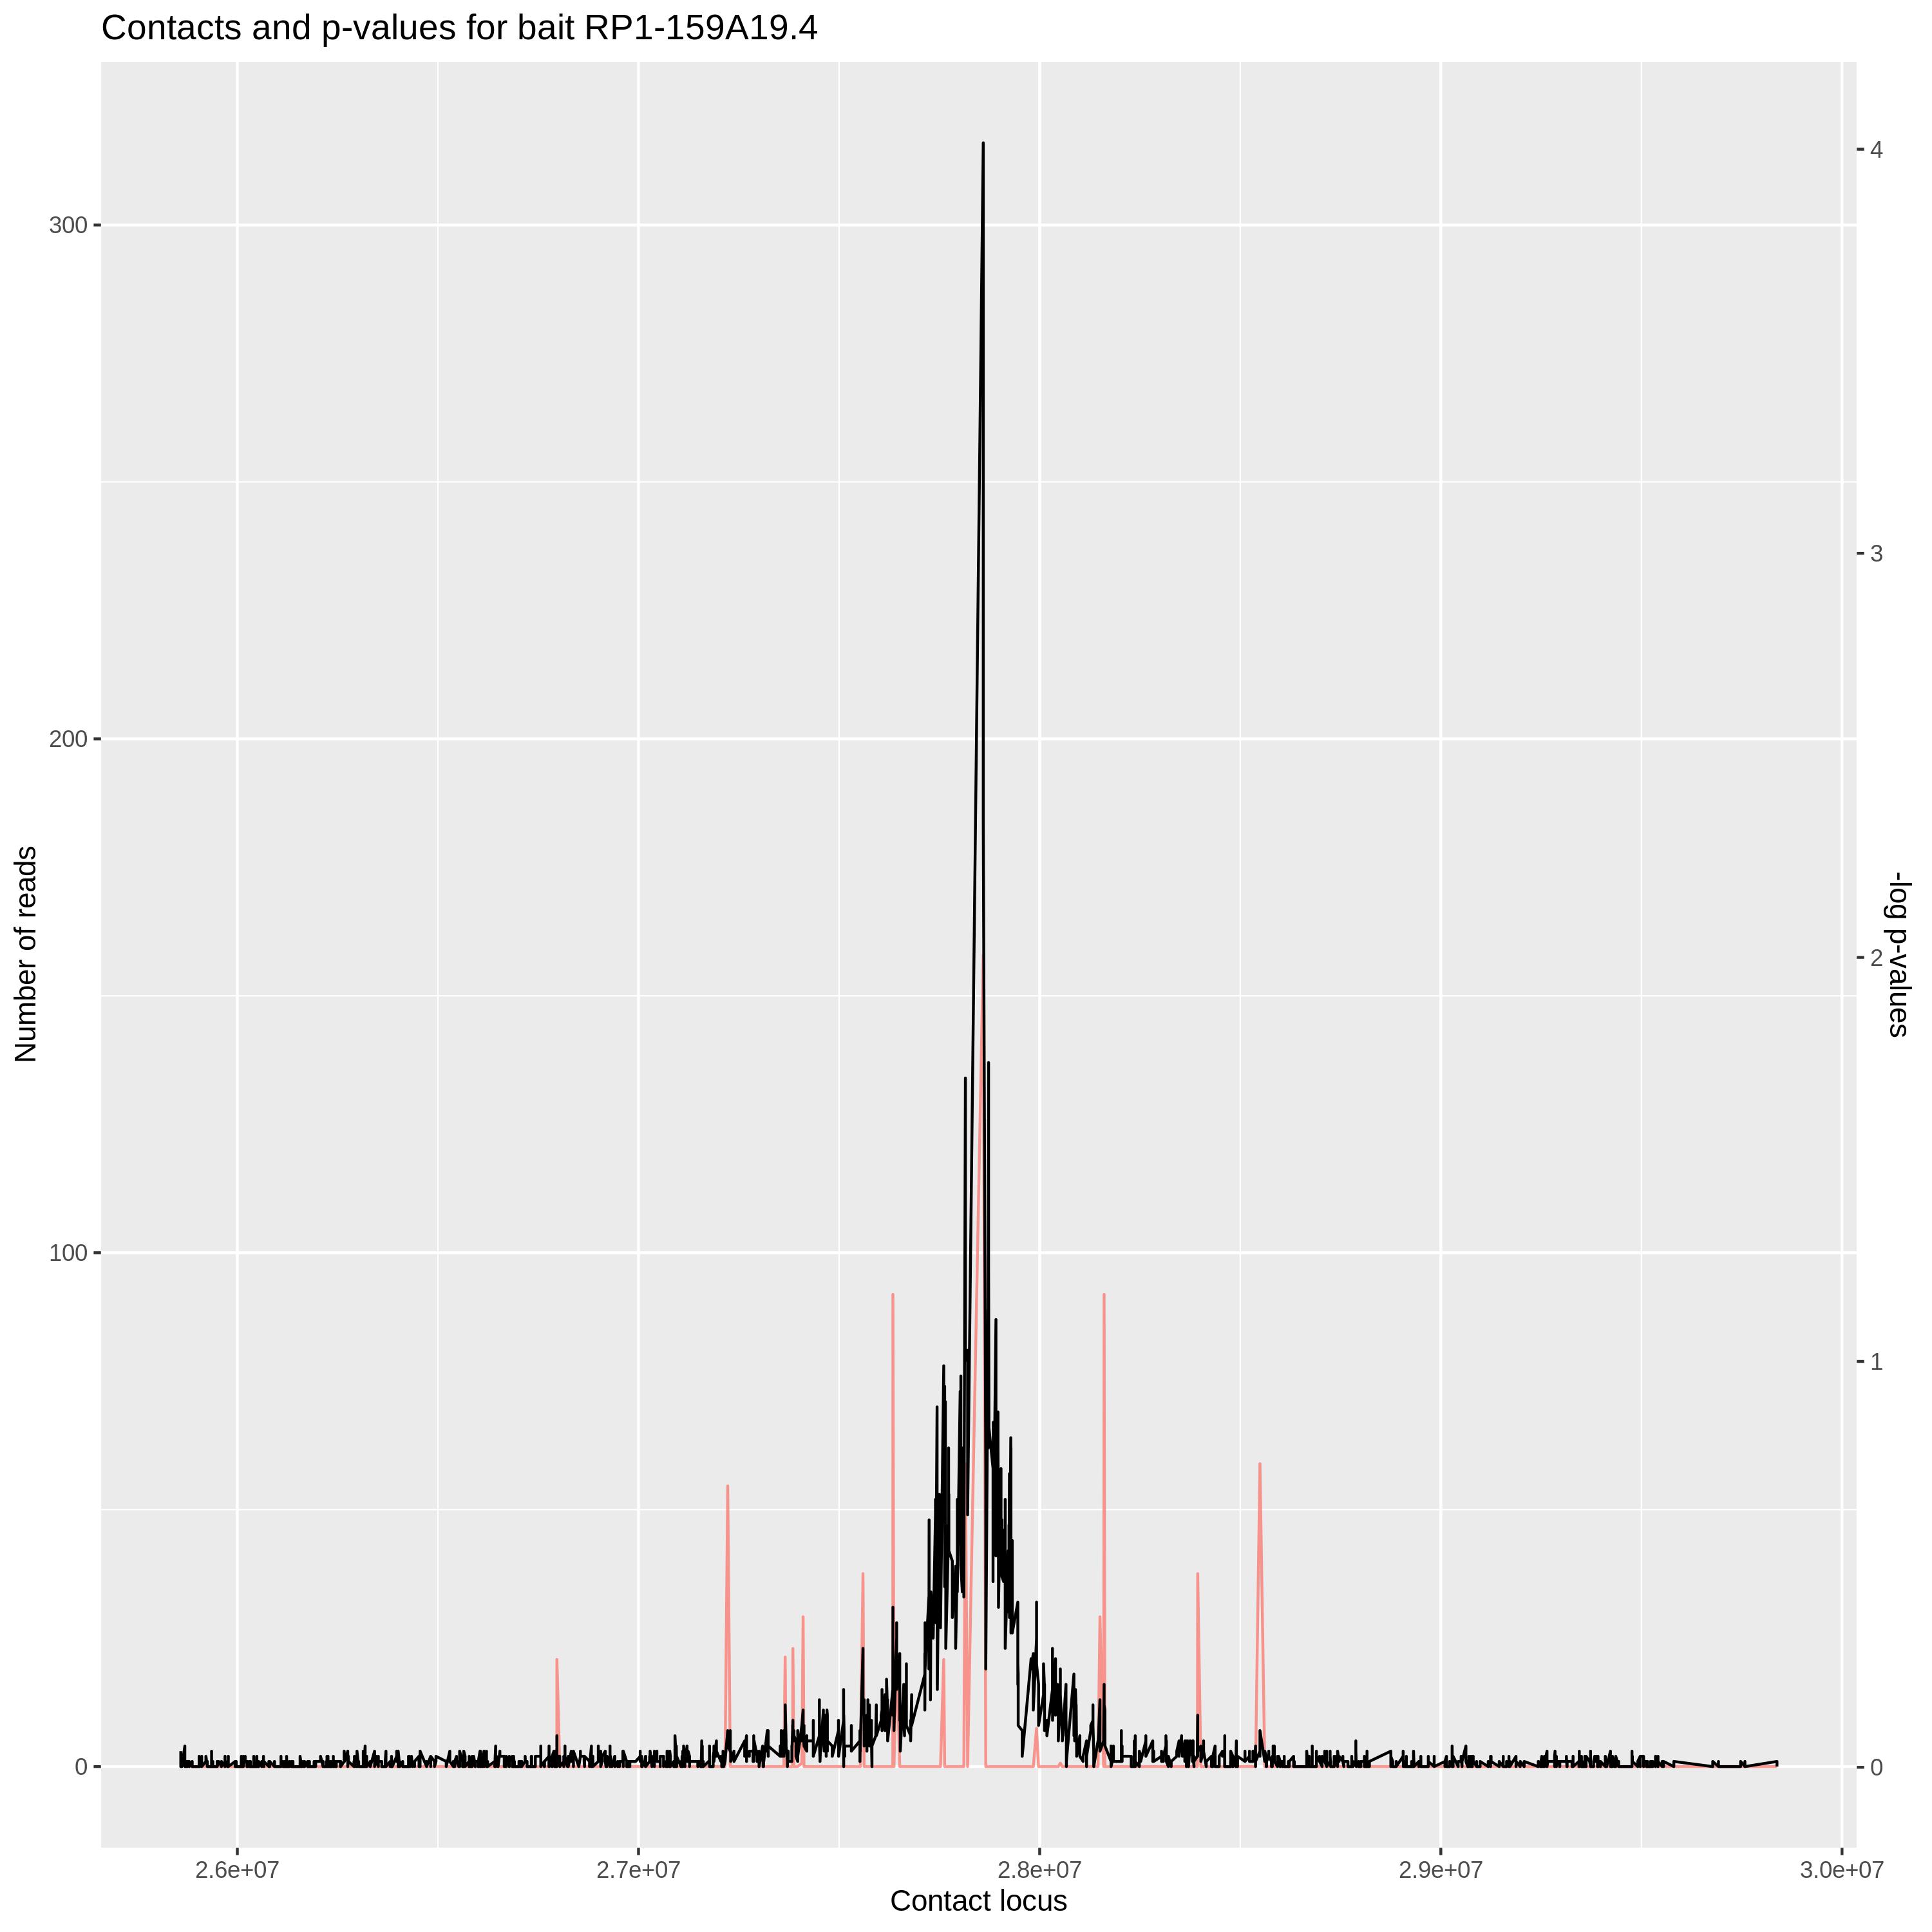 Contacts and p-values for bait RP1-159A19.4
300
200
100
0
Number of reads
4
3
2
1
0
-log p-values
2.6e+07
2.7e+07
2.8e+07
2.9e+07
3.0e+07
Contact locus